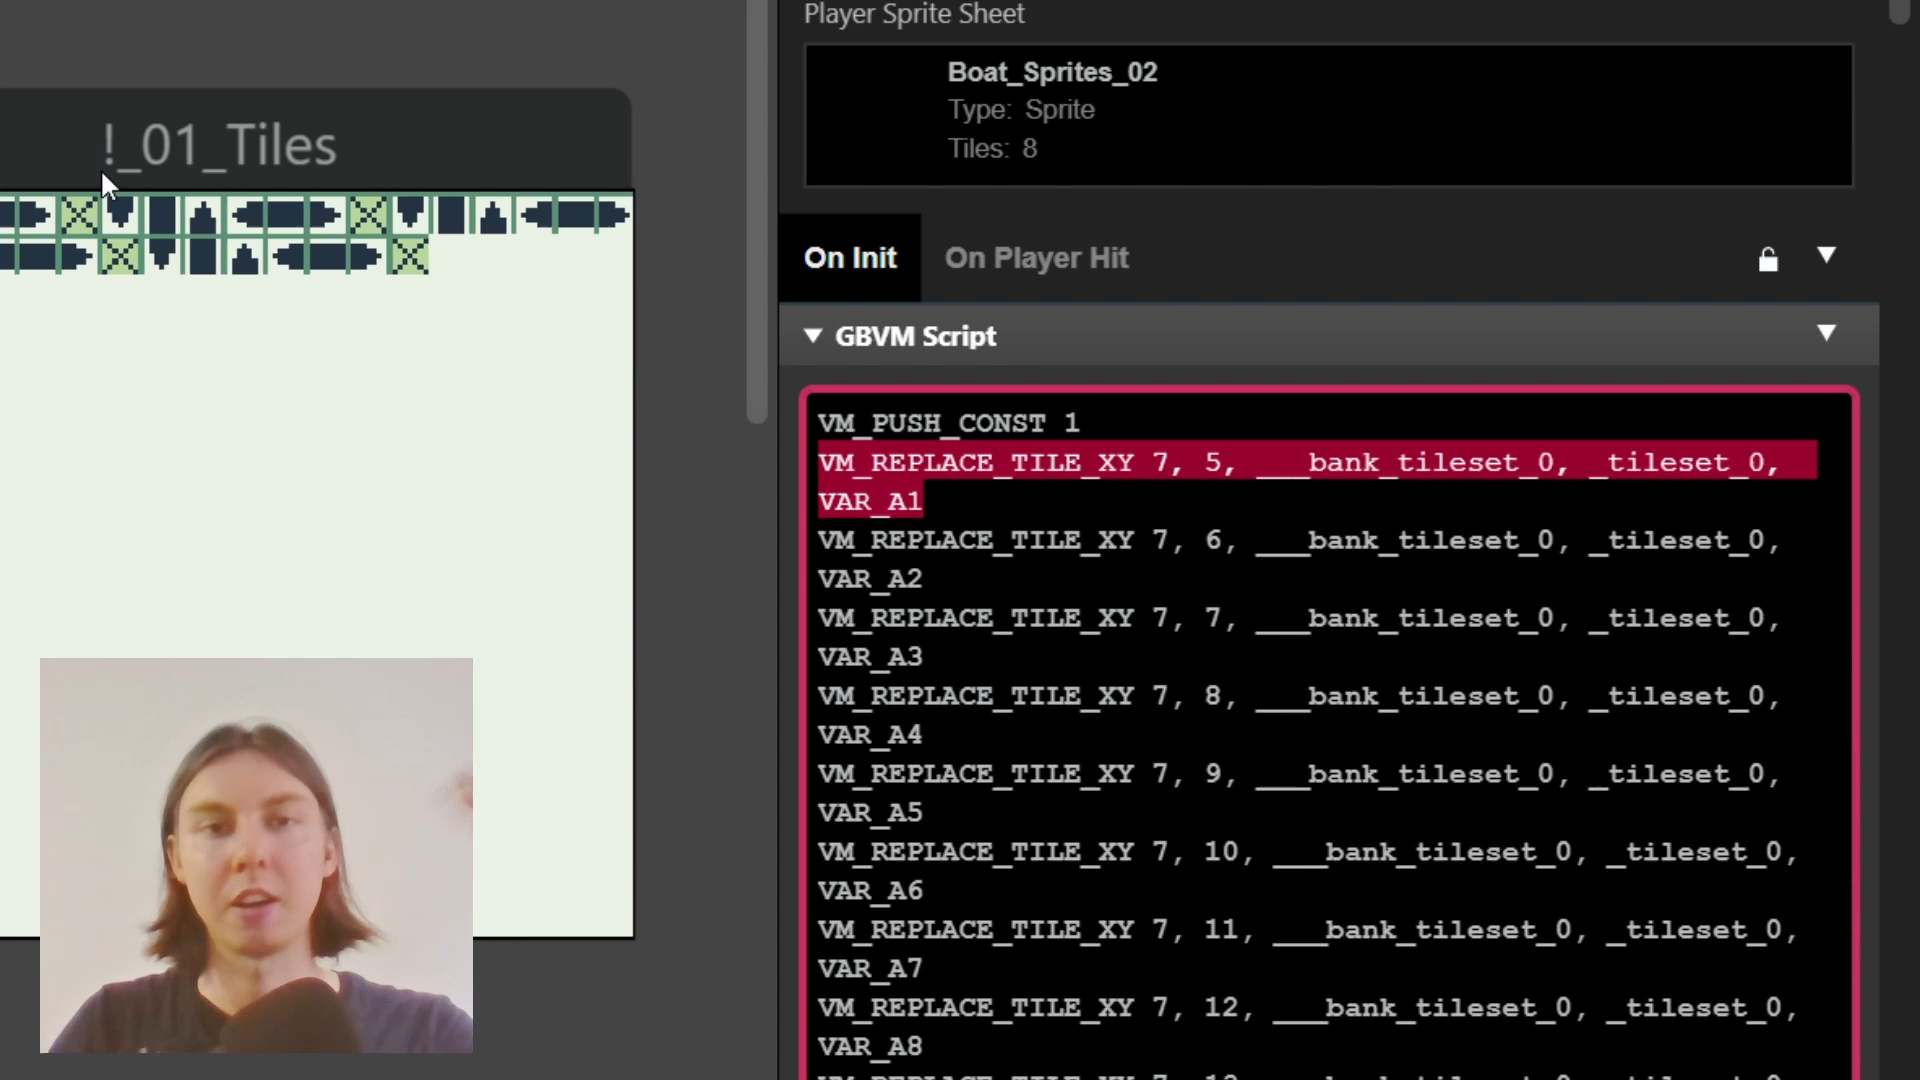 Player Sprite Sheet
Boat_Sprites_02
Type: Sprite
Tiles: 8
!_01_Tiles
On Init
On Player Hit
GBVM Script
VM_PUSH_CONST 1
VM_REPLACE_TILE_XY 7, 5, ___bank_tileset_0, _tileset_0,
VAR_A1
VM_REPLACE_TILE_XY 7, 6, ___bank_tileset_0, _tileset_0,
VAR_A2
VM_REPLACE_TILE_XY 7, 7, ___bank_tileset_0, _tileset_0,
VAR_A3
VM_REPLACE_TILE_XY 7, 8, ___bank_tileset_0, _tileset_0,
VAR_A4
VM_REPLACE_TILE_XY 7, 9, ___bank_tileset_0, _tileset_0,
VAR_A5
VM_REPLACE_TILE_XY 7, 10, ___bank_tileset_0, _tileset_0,
VAR_A6
VM_REPLACE_TILE_XY 7, 11, ___bank_tileset_0, _tileset_0,
VAR_A7
VM_REPLACE_TILE_XY 7, 12, ___bank_tileset_0, _tileset_0,
VAR_A8